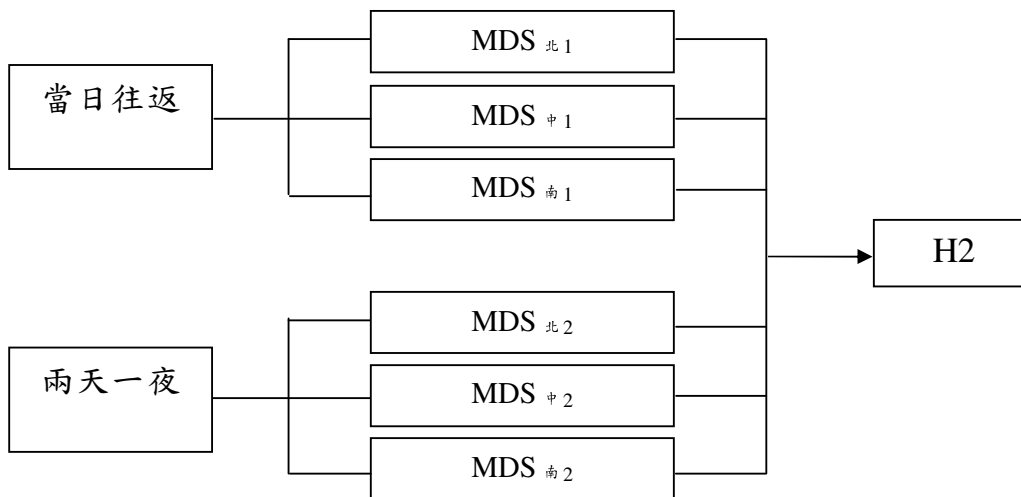 MDS 北 1
當日往返
MDS 中 1
MDS 南 1
H2
MDS 北 2
兩天一夜
MDS 中 2
MDS 南 2